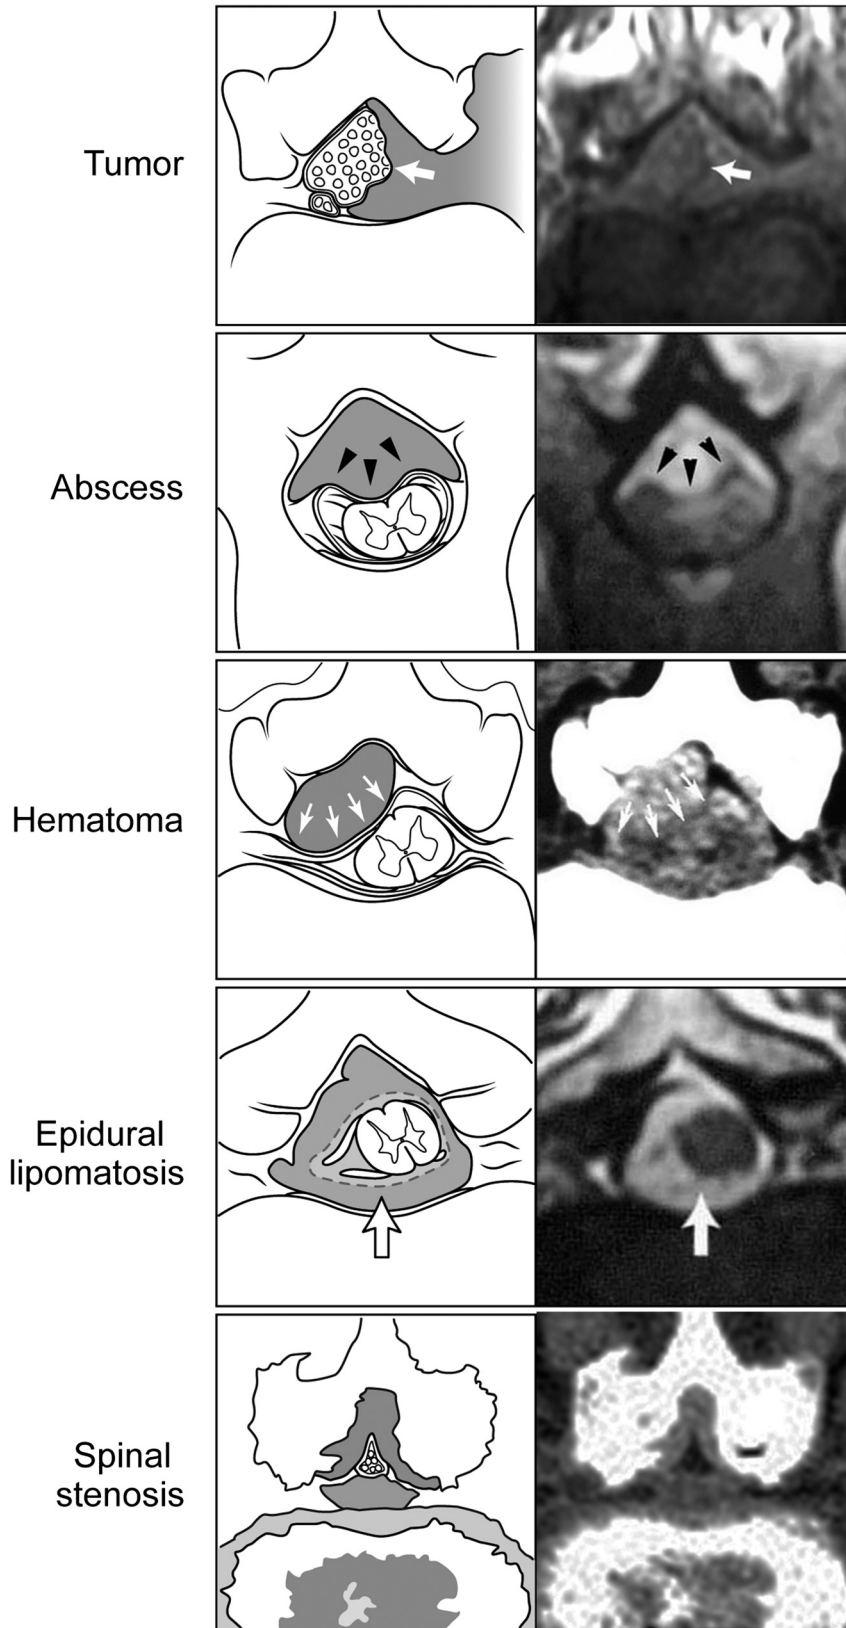 Tumor
Abscess
Hematoma
Epidural
lipomatosis
Spinal
stenosis